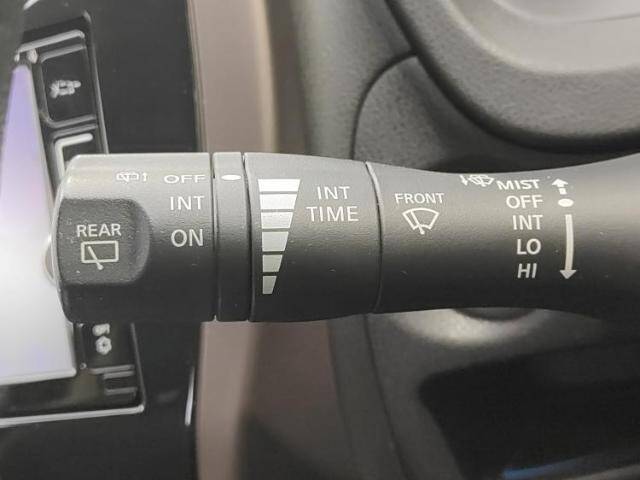 REAR
OFF
INT
ON
INT
TIME
FRONT
MIST
OFF
INT
LO
HI